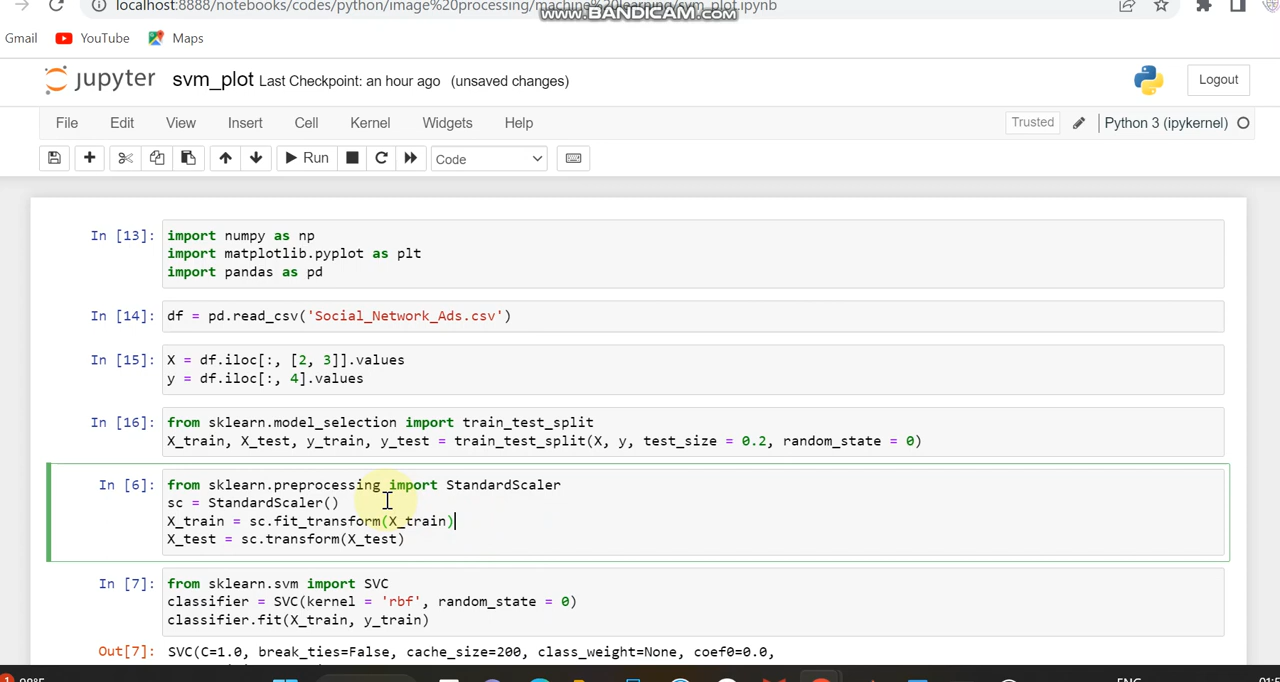 localhost:8888/notebooks/codes/python/image%20processing/machine%20learning/svm_plot.ipynb
www.BANDICAM.com
Gmail YouTube Maps
jupyter svm_plot Last Checkpoint: an hour ago (unsaved changes) Logout
File Edit View Insert Cell Kernel Widgets Help Trusted Python 3 (ipykernel)
Run Code
In [13]: import numpy as np
import matplotlib.pyplot as plt
import pandas as pd
In [14]: df = pd.read_csv('Social_Network_Ads.csv')
In [15]: X = df.iloc[:, [2, 3]].values
y = df.iloc[:, 4].values
In [16]: from sklearn.model_selection import train_test_split
X_train, X_test, y_train, y_test = train_test_split(X, y, test_size = 0.2, random_state = 0)
In [6]: from sklearn.preprocessing import StandardScaler
sc = StandardScaler()
X_train = sc.fit_transform(X_train)
X_test = sc.transform(X_test)
In [7]: from sklearn.svm import SVC
classifier = SVC(kernel = 'rbf', random_state = 0)
classifier.fit(X_train, y_train)
Out[7]: SVC(C=1.0, break_ties=False, cache_size=200, class_weight=None, coef0=0.0,